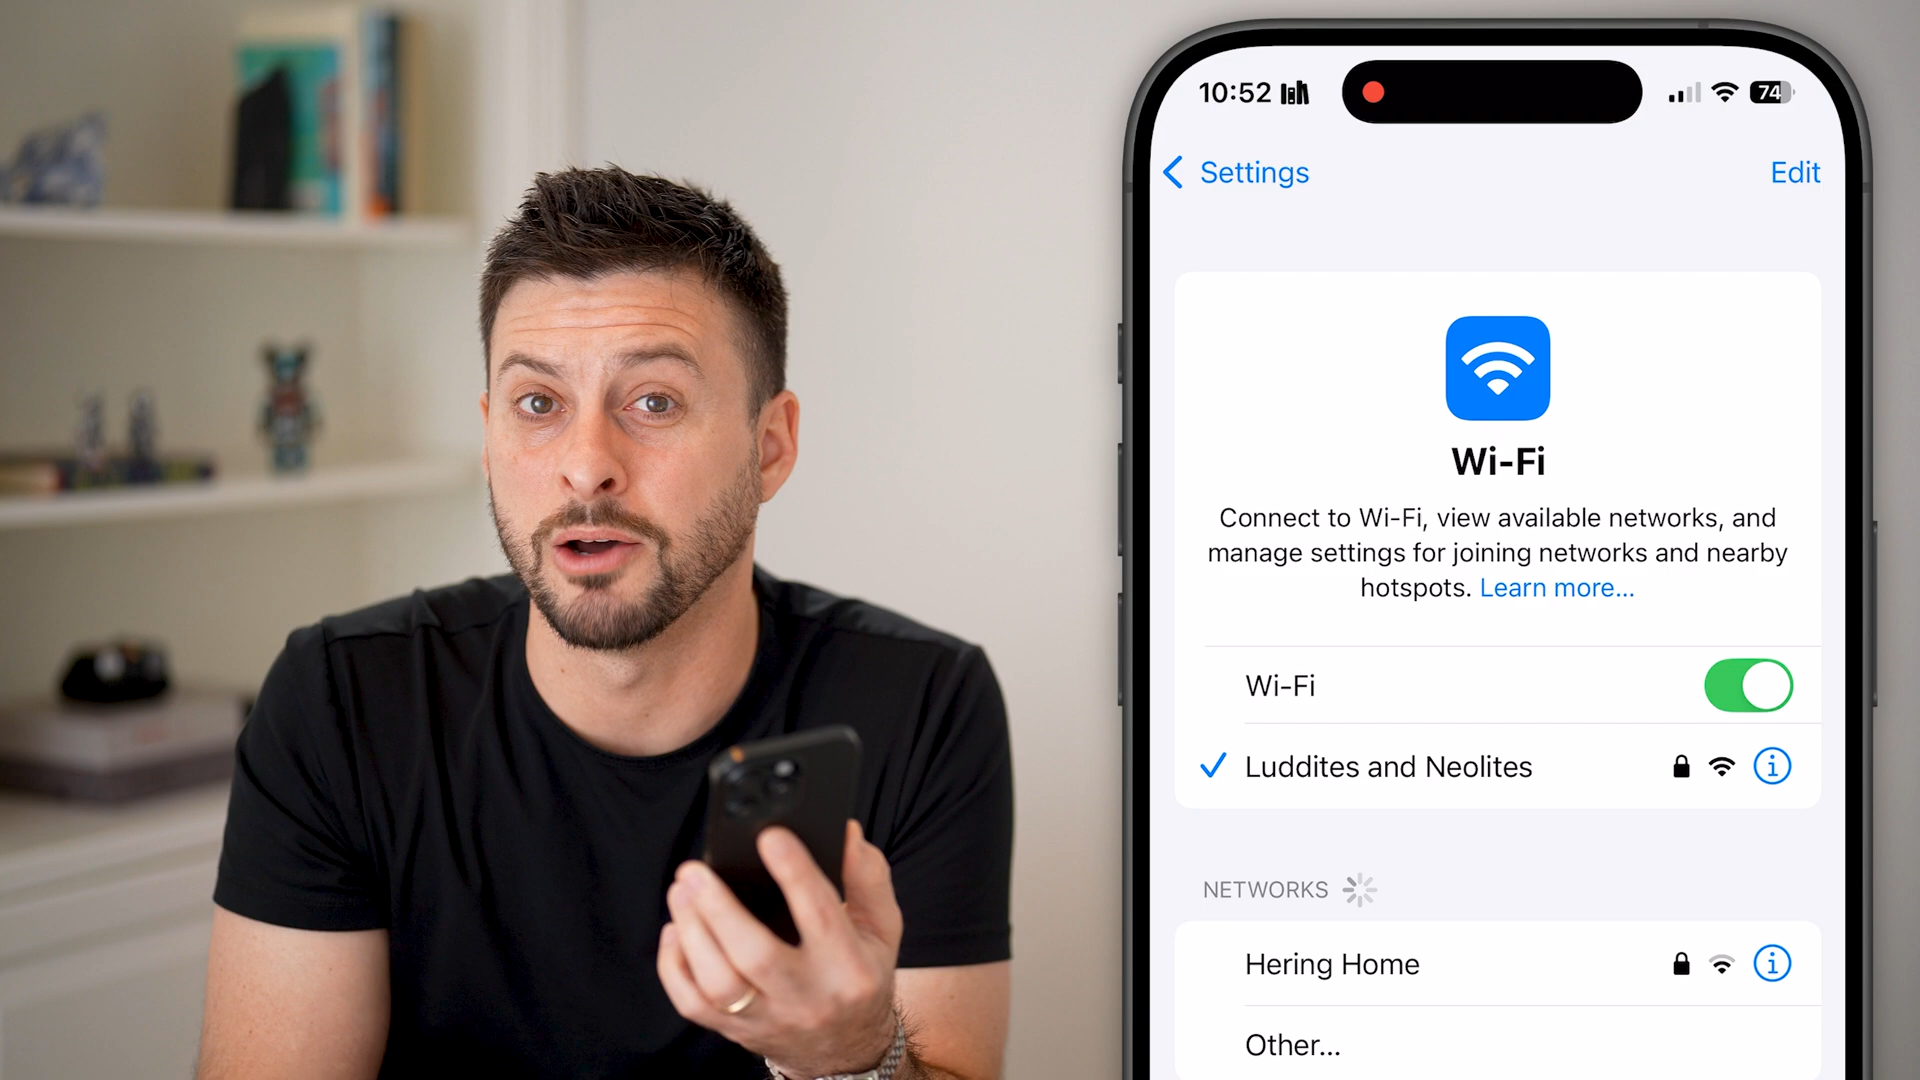 10:52
74
Settings
Edit
Wi-Fi
Connect to Wi-Fi, view available networks, and
manage settings for joining networks and nearby
hotspots. Learn more...
Wi-Fi
Luddites and Neolites
NETWORKS
Hering Home
Other...